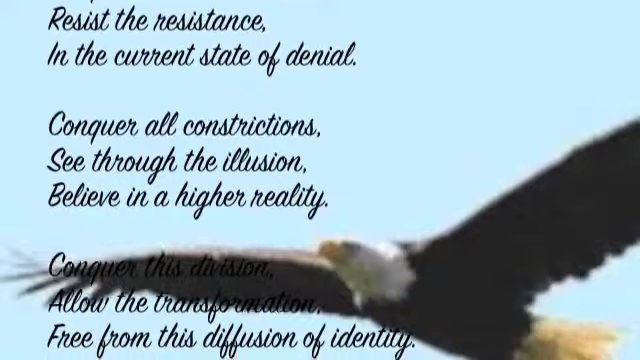 Resist the resistance,
In the current state of denial.
Conquer all constrictions,
See through the illusion,
Believe in a higher reality.
Conquer this division,
Allow the transformation,
Free from this diffusion of identity.